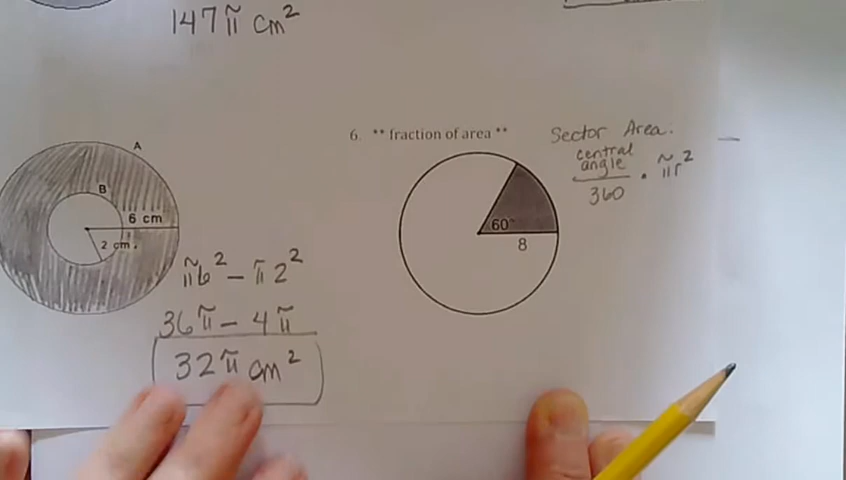 147π cm²
A
B
6 cm
2 cm.
π6² – π2²
36π – 4π
32π cm²
6. ** fraction of area **
60°
8
Sector Area.
central
angle
360
· πr²